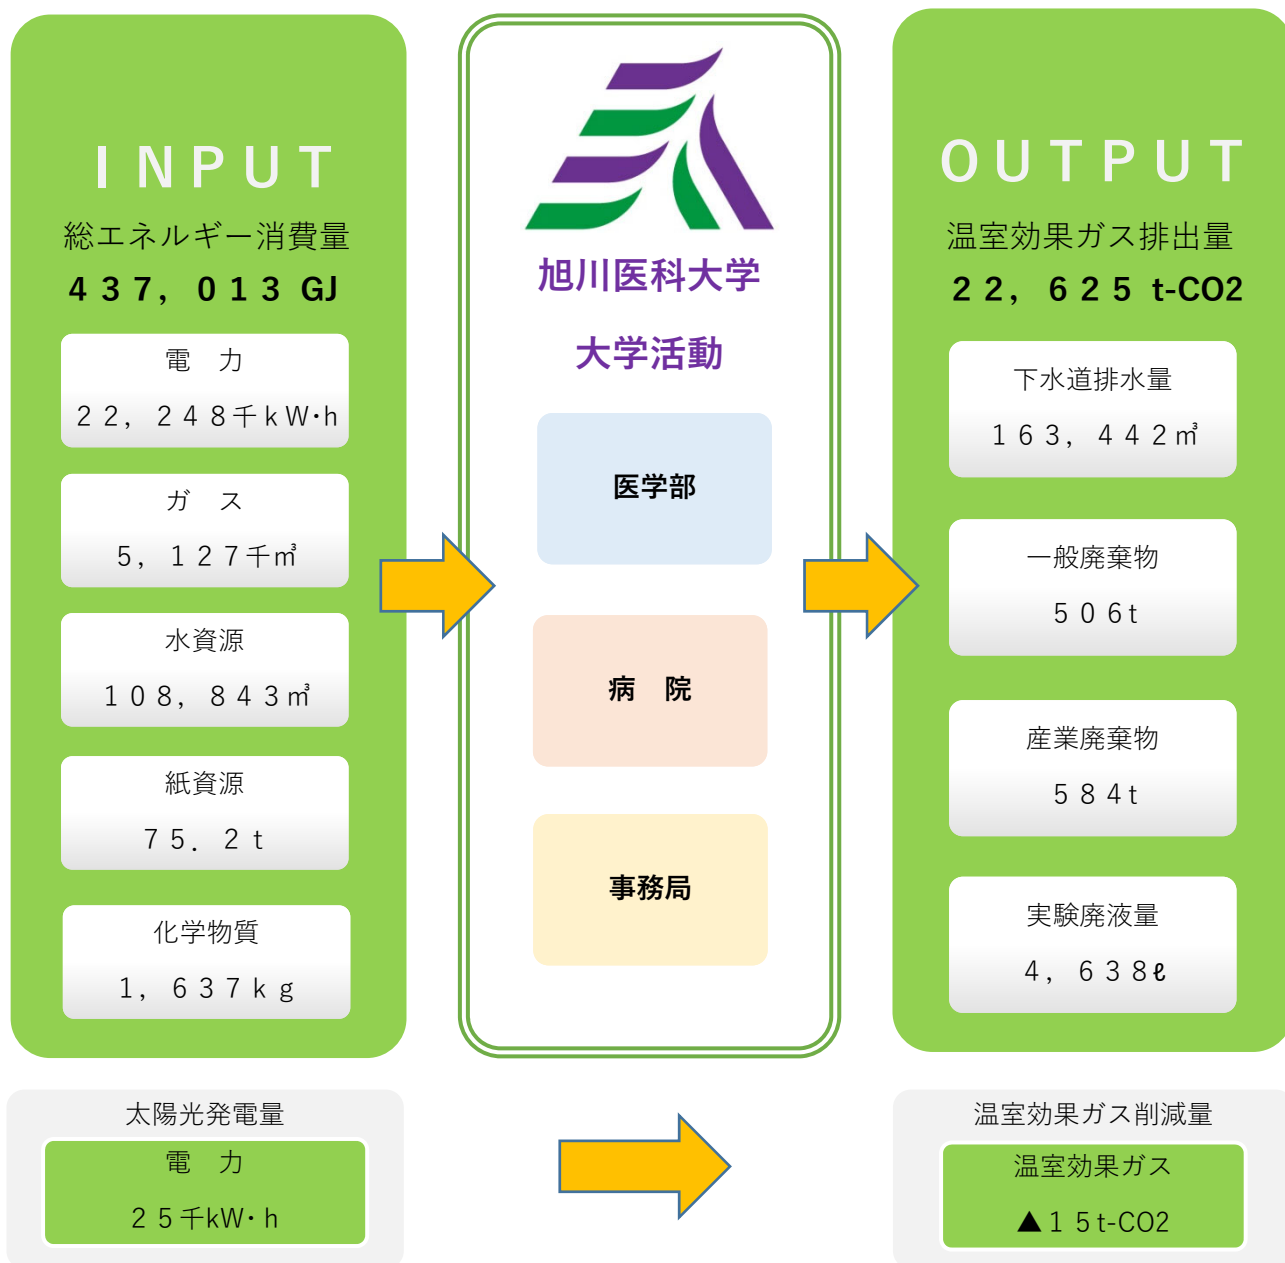 ＩＮＰＵＴ
総エネルギー消費量
４３７，０１３ GJ
電　力
２２，２４８千ｋＷ･h
ガ　ス
５，１２７千㎥
水資源
１０８，８４３㎥
紙資源
７５．２ｔ
化学物質
１，６３７ｋｇ
旭川医科大学
大学活動
医学部
病　院
事務局
ＯＵＴＰＵＴ
温室効果ガス排出量
２２，６２５ t-CO2
下水道排水量
１６３，４４２㎥
一般廃棄物
５０６t
産業廃棄物
５８４t
実験廃液量
４，６３８ℓ
太陽光発電量
電　力
２５千kW･h
温室効果ガス削減量
温室効果ガス
▲１５t-CO2